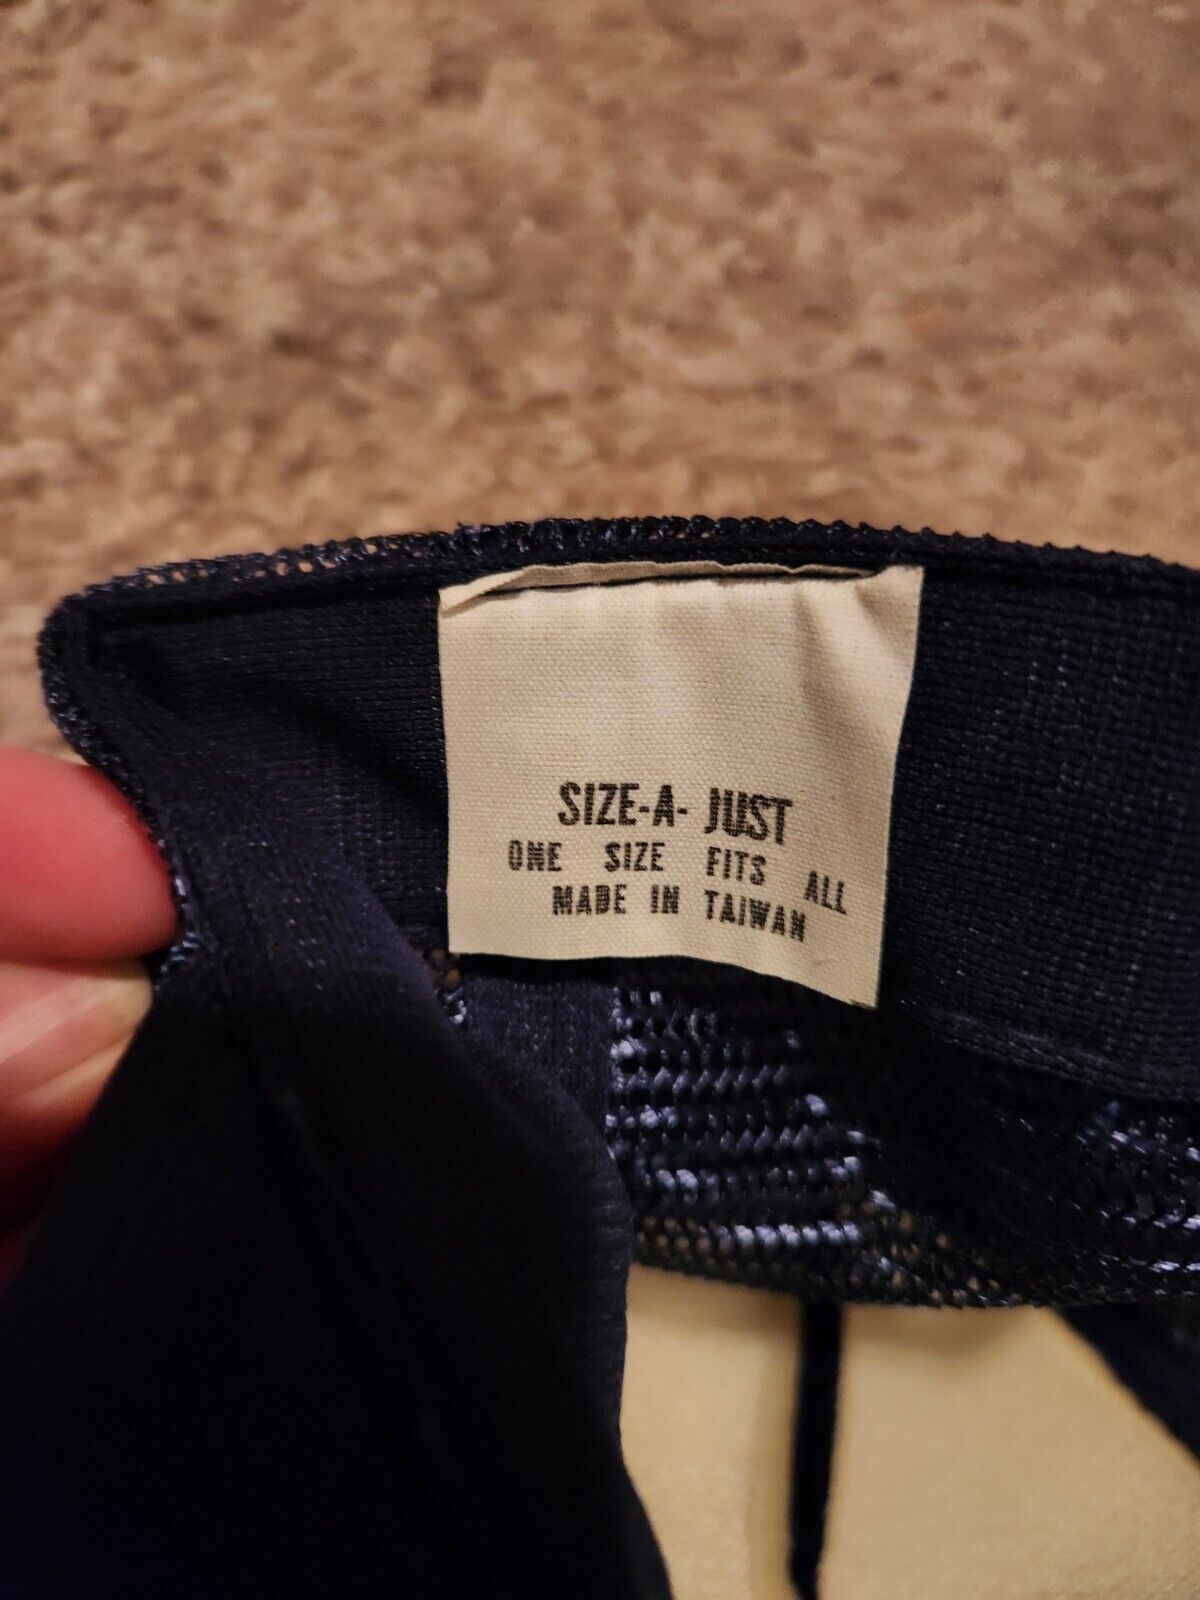 SIZE-A- JUST
ONE SIZE FITS ALL
MADE IN TAIWAN